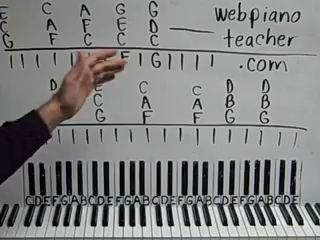 E C A G G webpiano
C A F E D teacher
G F C C C
F G .com
D E C D D
C A A B B
G F F G G
CDEFGABCDEFGABCDEFGABCDEFGABCDE